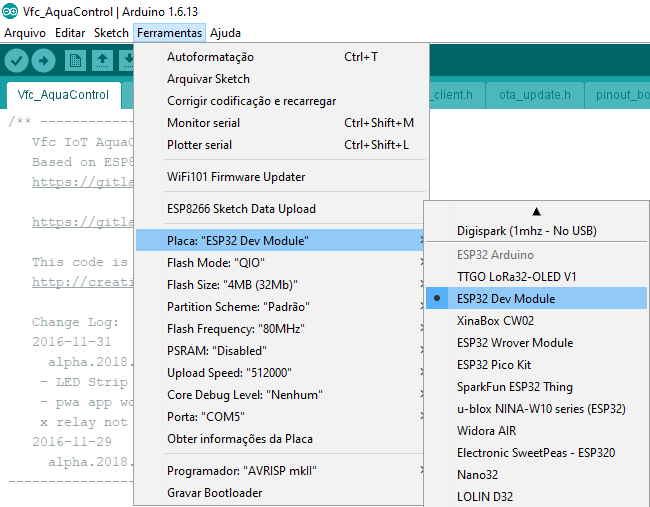 Vfc_AquaControl | Arduino 1.6.13
Arquivo Editar Sketch Ferramentas Ajuda
Vfc_AquaControl
_client.h
ota_update.h
pinout_bo
/** ---
Vfc IoT AquaC
Based on ESP8
https://gitla
https://gitla
This code is
http://creati
Change Log:
2016-11-31
alpha.2018.
- LED Strip
- pwa app wo
x relay not
2016-11-29
alpha.2018.
Autoformatação Ctrl+T
Arquivar Sketch
Corrigir codificação e recarregar
Monitor serial Ctrl+Shift+M
Plotter serial Ctrl+Shift+L
WiFi101 Firmware Updater
ESP8266 Sketch Data Upload
Placa: "ESP32 Dev Module"
Flash Mode: "QIO"
Flash Size: "4MB (32Mb)"
Partition Scheme: "Padrão"
Flash Frequency: "80MHz"
PSRAM: "Disabled"
Upload Speed: "512000"
Core Debug Level: "Nenhum"
Porta: "COM5"
Obter informações da Placa
Programador: "AVRISP mkII"
Gravar Bootloader
Digispark (1mhz - No USB)
ESP32 Arduino
TTGO LoRa32-OLED V1
ESP32 Dev Module
XinaBox CW02
ESP32 Wrover Module
ESP32 Pico Kit
SparkFun ESP32 Thing
u-blox NINA-W10 series (ESP32)
Widora AIR
Electronic SweetPeas - ESP320
Nano32
LOLIN D32